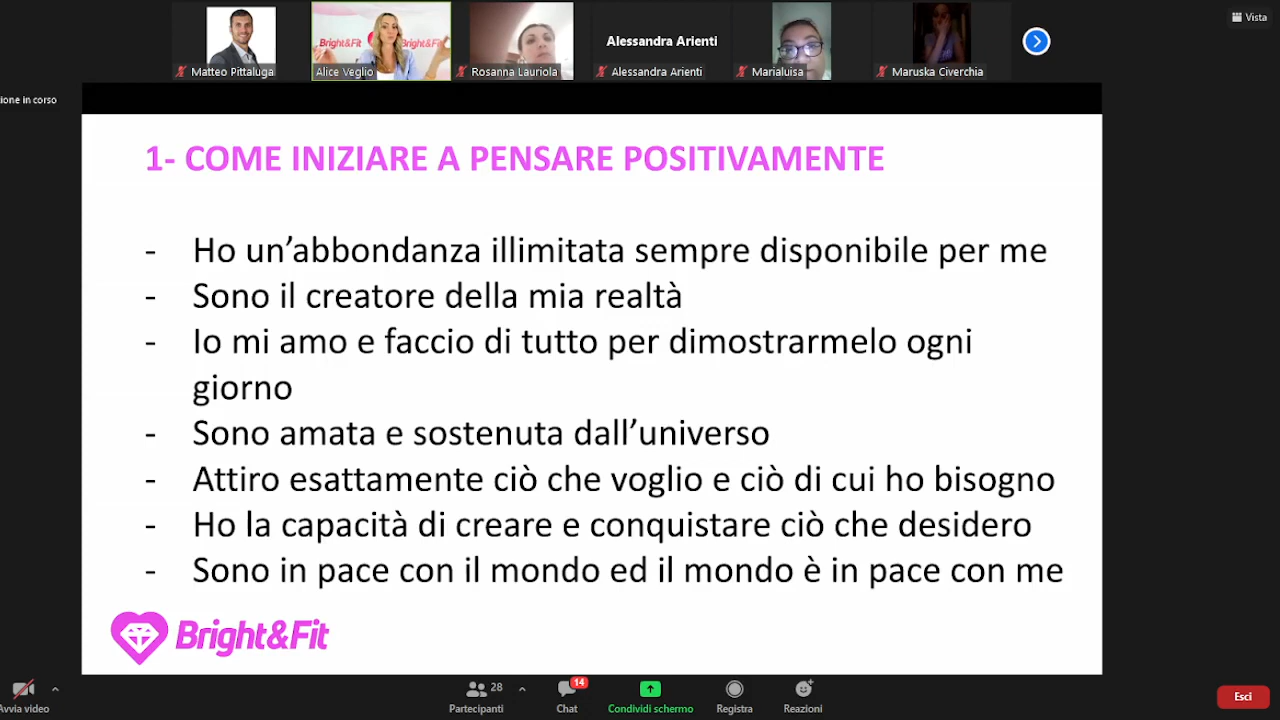 Vista
Bright&Fit
Bright&Fit
Alessandra Arienti
Matteo Pittaluga
Alice Veglio
Rosanna Lauriola
Alessandra Arienti
Marialuisa
Maruska Civerchia
ione in corso
1- COME INIZIARE A PENSARE POSITIVAMENTE
- Ho un’abbondanza illimitata sempre disponibile per me
- Sono il creatore della mia realtà
- Io mi amo e faccio di tutto per dimostrarmelo ogni
giorno
- Sono amata e sostenuta dall’universo
- Attiro esattamente ciò che voglio e ciò di cui ho bisogno
- Ho la capacità di creare e conquistare ciò che desidero
- Sono in pace con il mondo ed il mondo è in pace con me
Bright&Fit
28
14
Avvia video
Partecipanti
Chat
Condividi schermo
Registra
Reazioni
Esci